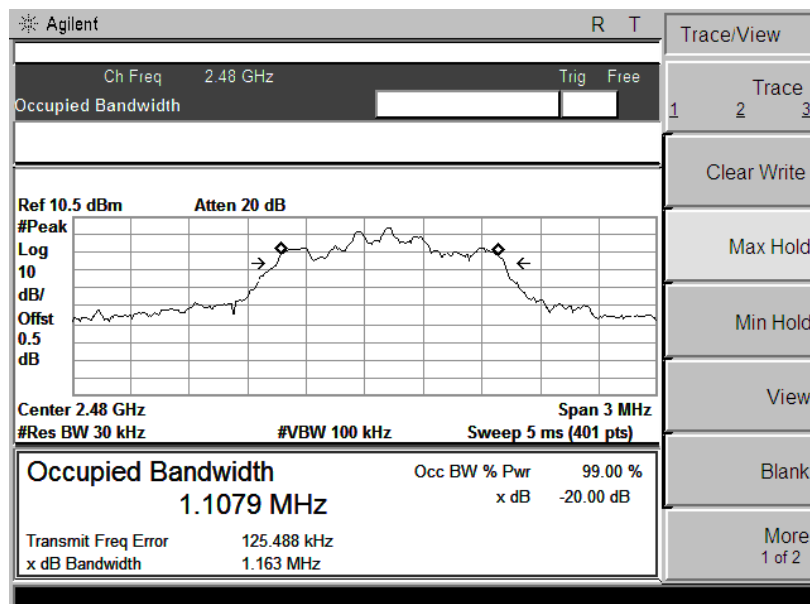 Agilent R T
Ch Freq 2.48 GHz Trig Free
Occupied Bandwidth
Ref 10.5 dBm Atten 20 dB
#Peak
Log
10
dB/
Offst
0.5
dB
Center 2.48 GHz Span 3 MHz
#Res BW 30 kHz #VBW 100 kHz Sweep 5 ms (401 pts)
Occupied Bandwidth
1.1079 MHz
Occ BW % Pwr 99.00 %
x dB -20.00 dB
Transmit Freq Error 125.488 kHz
x dB Bandwidth 1.163 MHz
Trace/View
Trace
1 2 3
Clear Write
Max Hold
Min Hold
View
Blank
More
1 of 2